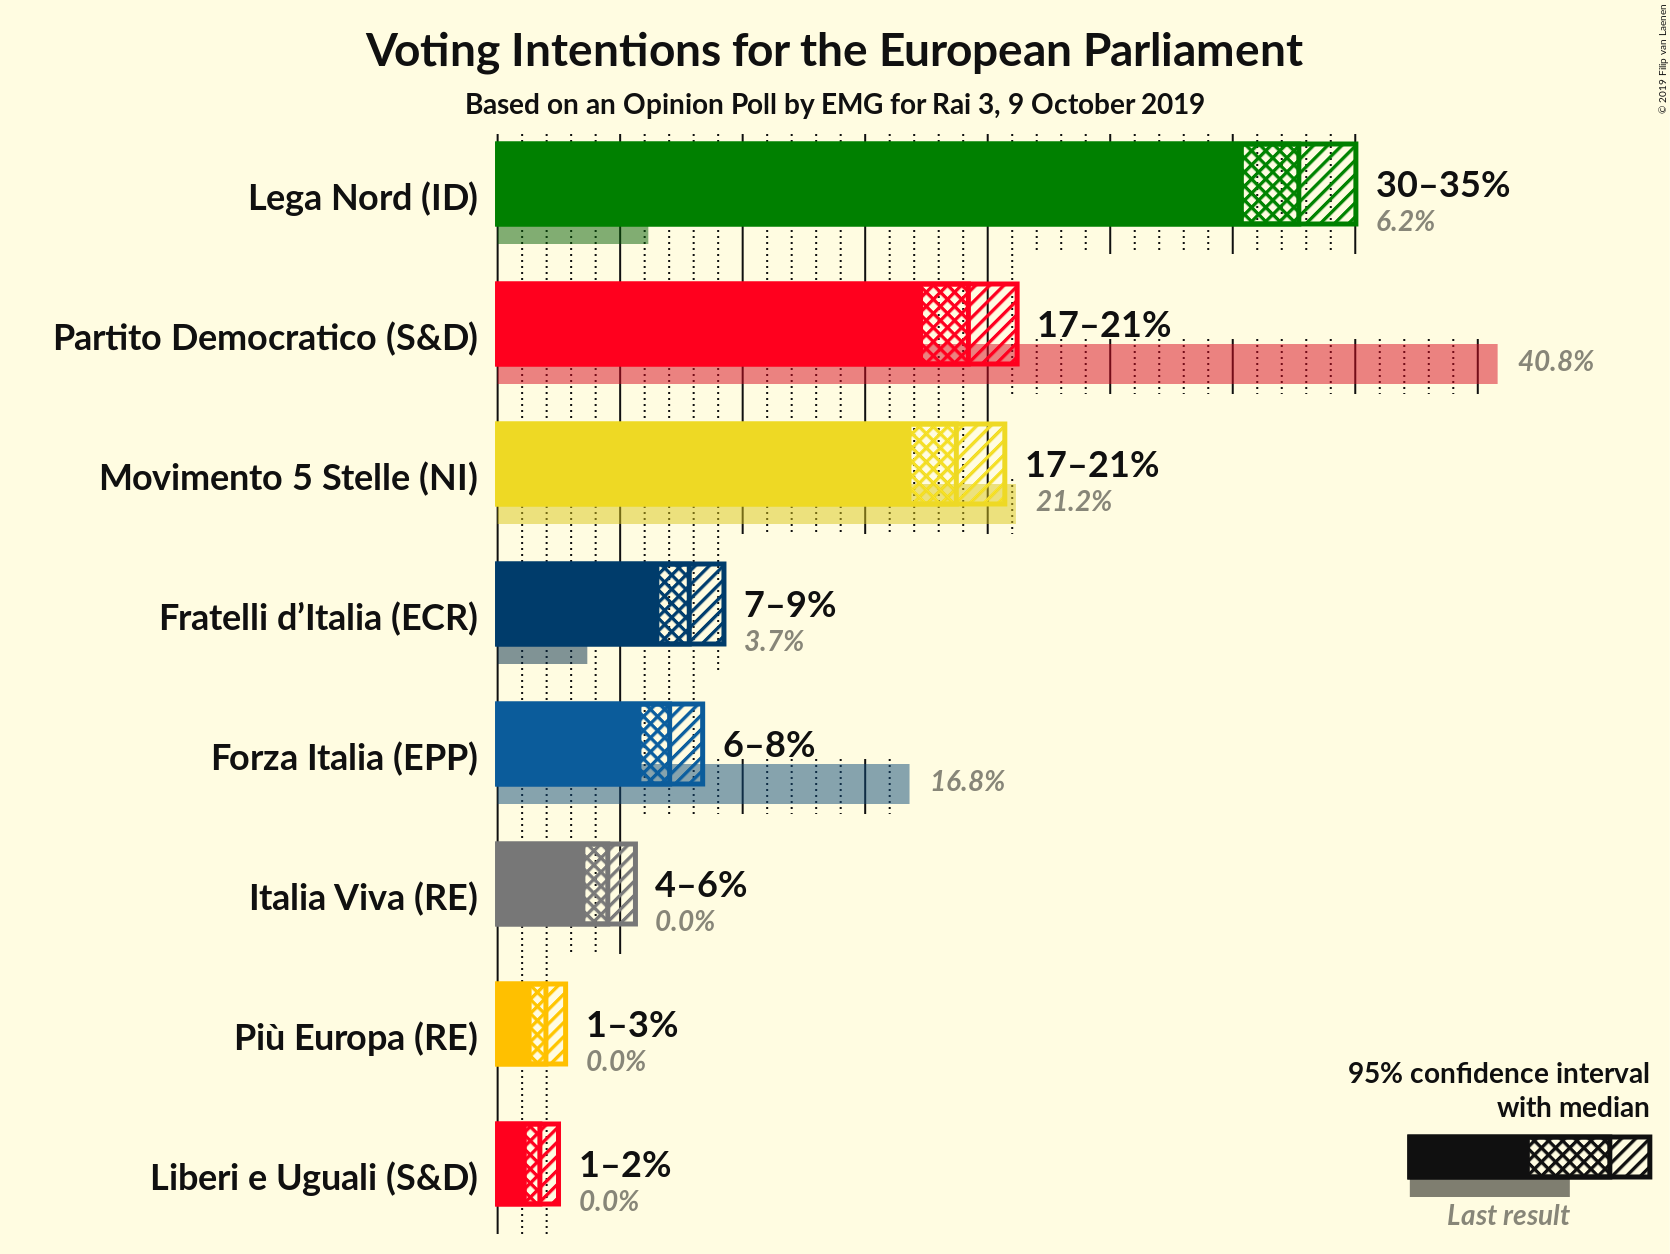 Voting Intentions for the European Parliament
Based on an Opinion Poll by EMG for Rai 3, 9 October 2019
© 2019 Filip van Laenen
Lega Nord (ID)
30–35%
6.2%
Partito Democratico (S&D)
17–21%
40.8%
Movimento 5 Stelle (NI)
17–21%
21.2%
Fratelli d’Italia (ECR)
7–9%
3.7%
Forza Italia (EPP)
6–8%
16.8%
Italia Viva (RE)
4–6%
0.0%
Più Europa (RE)
1–3%
0.0%
Liberi e Uguali (S&D)
1–2%
0.0%
95% confidence interval
with median
Last result